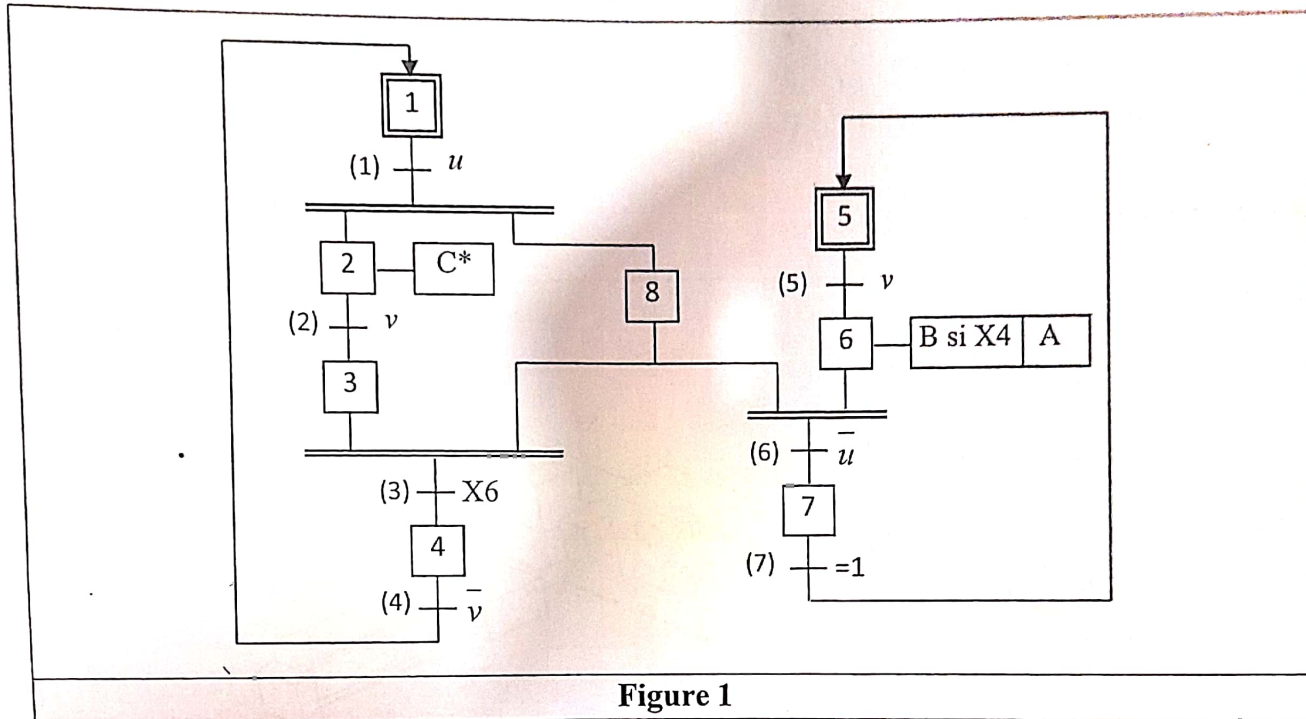 1
(1) u
2 C*
8
(2) v
3
(3) X6
4
(4) v̅
5
(5) v
6 B si X4 A
(6) u̅
7
(7) =1
Figure 1